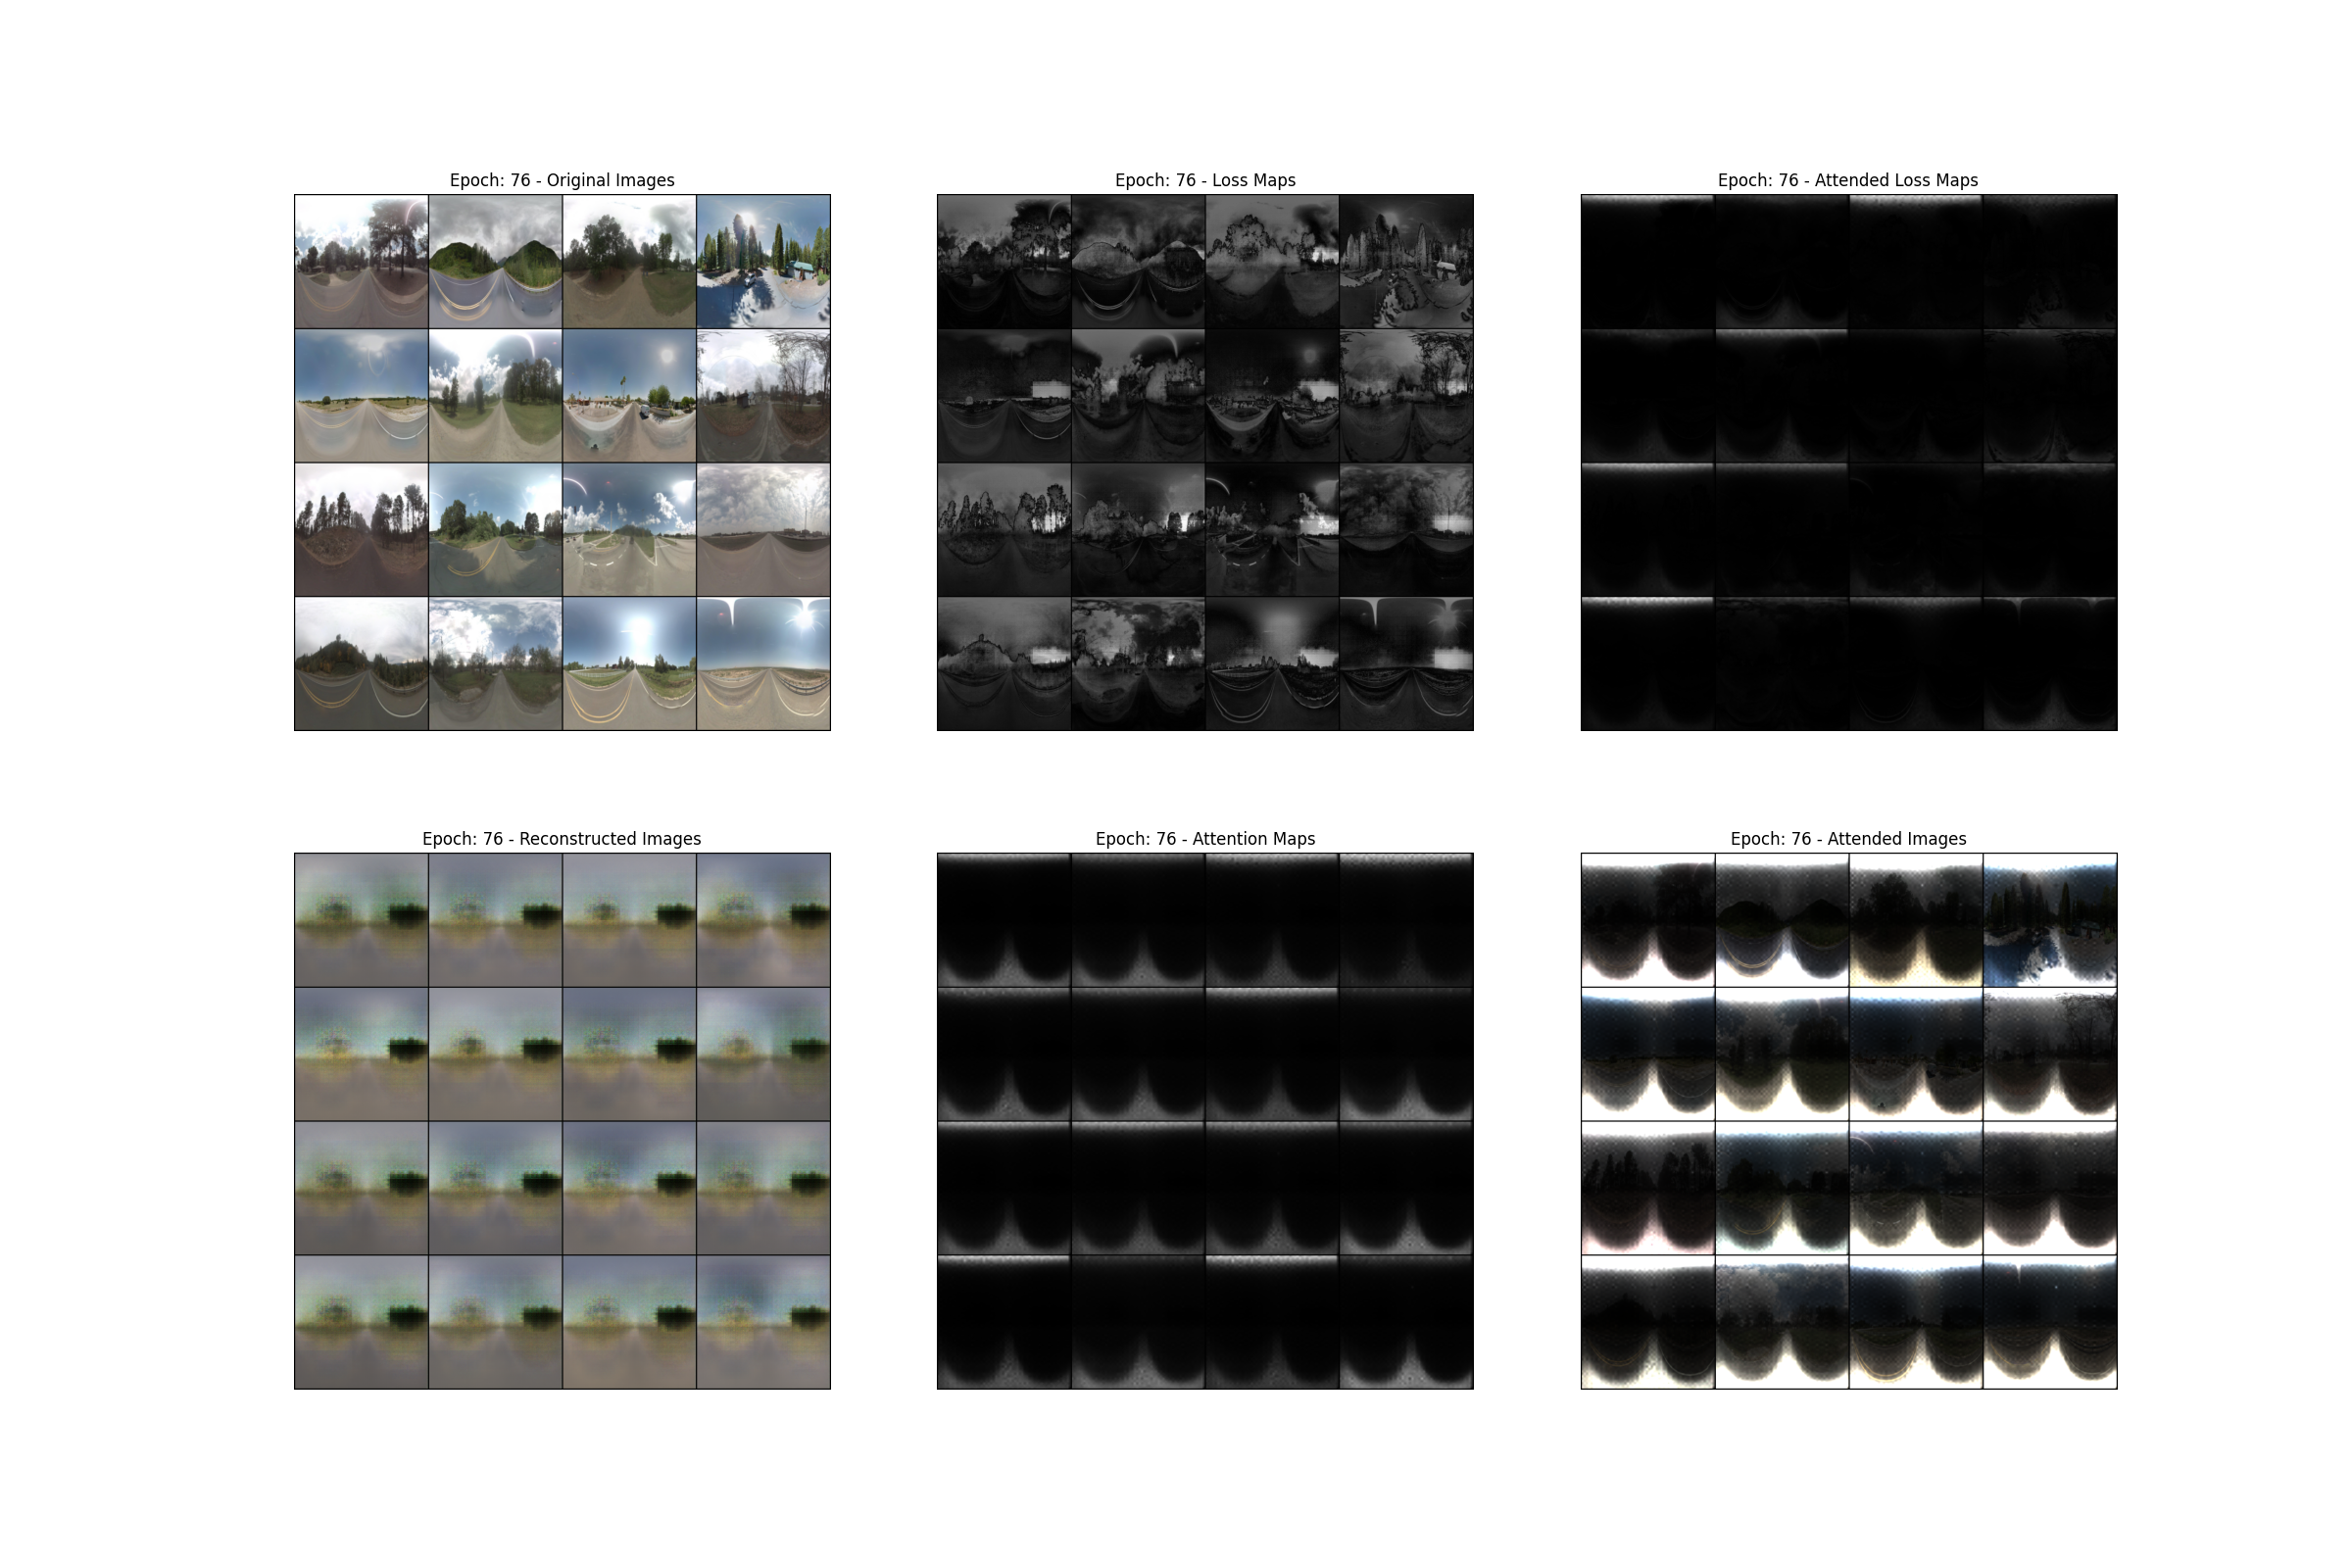 Epoch: 76 - Original Images
Epoch: 76 - Loss Maps
Epoch: 76 - Attended Loss Maps
Epoch: 76 - Reconstructed Images
Epoch: 76 - Attention Maps
Epoch: 76 - Attended Images